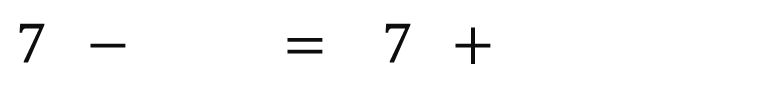 7 − = 7 +